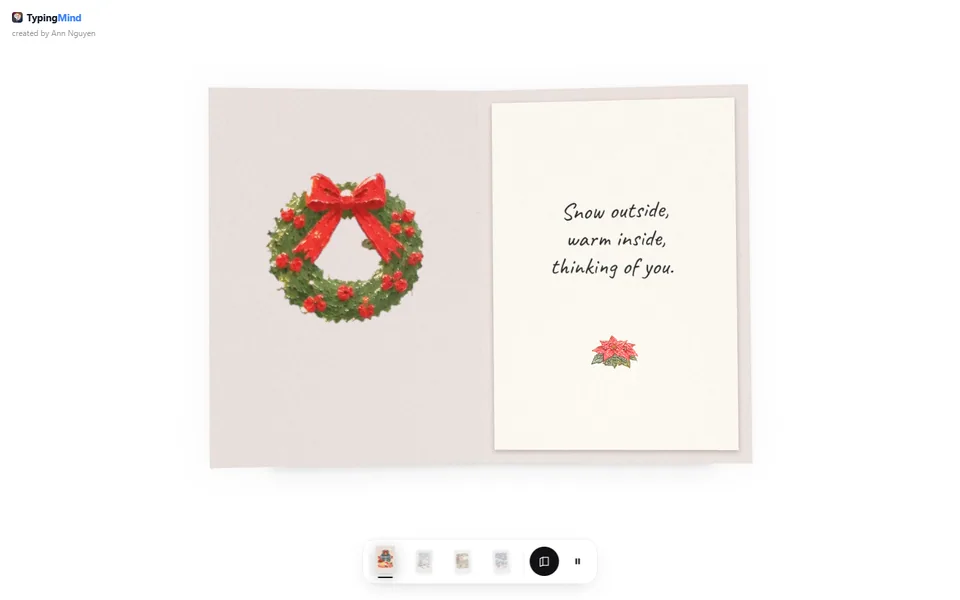 TypingMind
created by Ann Nguyen
Snow outside,
warm inside,
thinking of you.